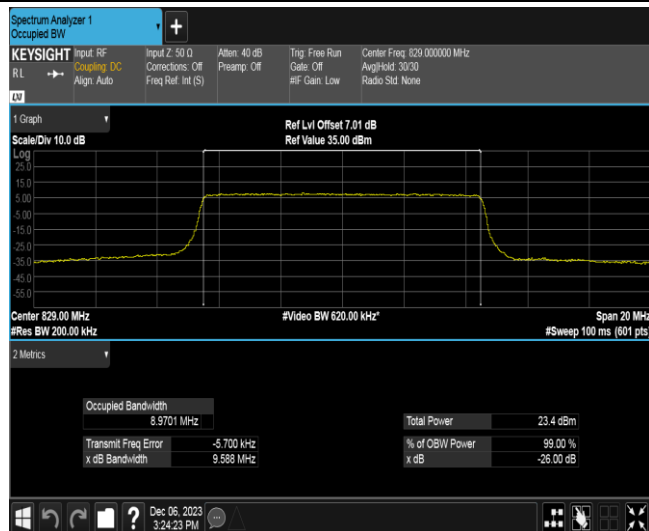 Spectrum Analyzer 1
Occupied BW
+
KEYSIGHT Input: RF Input Z: 50 Ω Atten: 40 dB Trig: Free Run Center Freq: 829.000000 MHz
RL Coupling: DC Corrections: Off Preamp: Off Gate: Off Avg|Hold: 30/30
Align: Auto Freq Ref: Int (S) #IF Gain: Low Radio Std: None
LXI
1 Graph Ref Lvl Offset 7.01 dB
Scale/Div 10.0 dB Ref Value 35.00 dBm
Log
25.0
15.0
5.00
-5.00
-15.0
-25.0
-35.0
-45.0
-55.0
Center 829.00 MHz #Video BW 620.00 kHz* Span 20 MHz
#Res BW 200.00 kHz #Sweep 100 ms (601 pts)
2 Metrics
Occupied Bandwidth
8.9701 MHz Total Power 23.4 dBm
Transmit Freq Error -5.700 kHz % of OBW Power 99.00 %
x dB Bandwidth 9.588 MHz x dB -26.00 dB
? Dec 06, 2023
3:24:23 PM